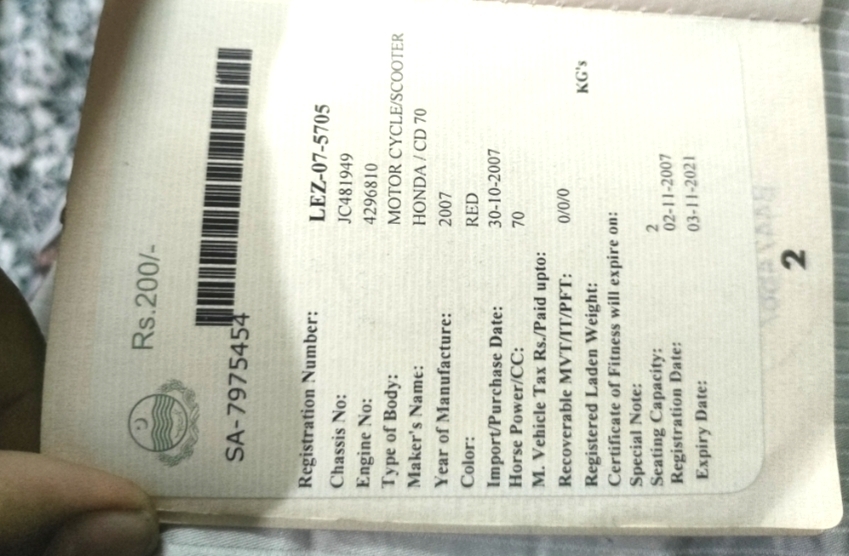 Rs.200/-
SA-7975454
Registration Number: LEZ-07-5705
Chassis No: JC481949
Engine No: 4296810
Type of Body: MOTOR CYCLE/SCOOTER
Maker's Name: HONDA / CD 70
Year of Manufacture: 2007
Color: RED
Import/Purchase Date: 30-10-2007
Horse Power/CC: 70
M. Vehicle Tax Rs./Paid upto:
Recoverable MVT/IT/PFT: 0/0/0
Registered Laden Weight: KG's
Certificate of Fitness will expire on:
Special Note:
Seating Capacity: 2
Registration Date: 02-11-2007
Expiry Date: 03-11-2021
2